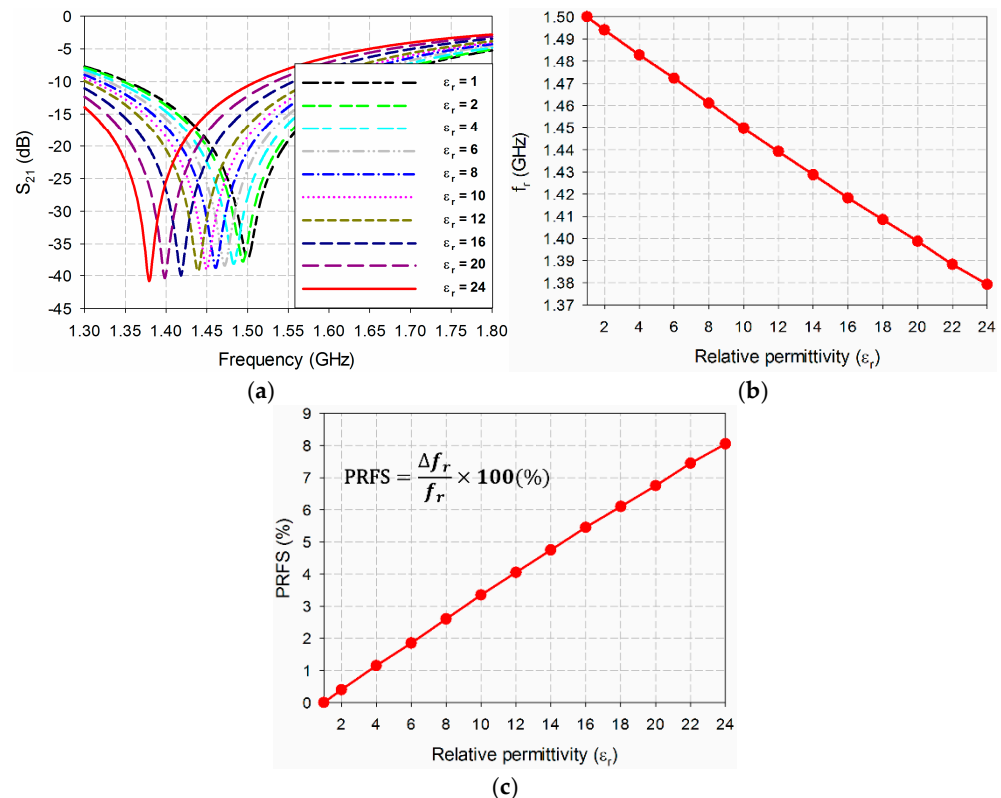 0
-5
-10
-15
-20
-25
-30
-35
-40
-45
S21 (dB)
1.30 1.35 1.40 1.45 1.50 1.55 1.60 1.65 1.70 1.75 1.80
Frequency (GHz)
εr = 1
εr = 2
εr = 4
εr = 6
εr = 8
εr = 10
εr = 12
εr = 16
εr = 20
εr = 24
(a)
1.50
1.49
1.48
1.47
1.46
1.45
1.44
1.43
1.42
1.41
1.40
1.39
1.38
1.37
fr (GHz)
2 4 6 8 10 12 14 16 18 20 22 24
Relative permittivity (εr)
(b)
9
8
7
6
5
4
3
2
1
0
PRFS (%)
PRFS = Δfr / fr × 100(%)
2 4 6 8 10 12 14 16 18 20 22 24
Relative permittivity (εr)
(c)